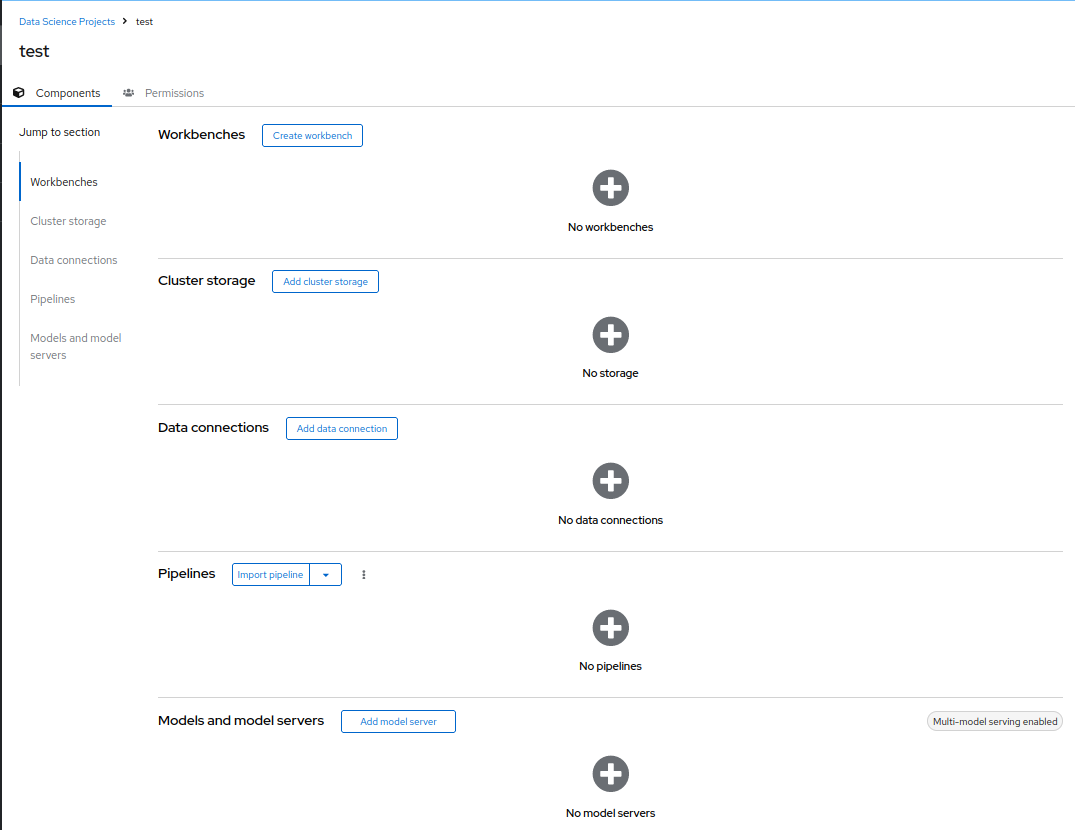 Data Science Projects > test
test
Components Permissions
Jump to section
Workbenches
Cluster storage
Data connections
Pipelines
Models and model
servers
Workbenches Create workbench
No workbenches
Cluster storage Add cluster storage
No storage
Data connections Add data connection
No data connections
Pipelines Import pipeline
No pipelines
Models and model servers Add model server Multi-model serving enabled
No model servers